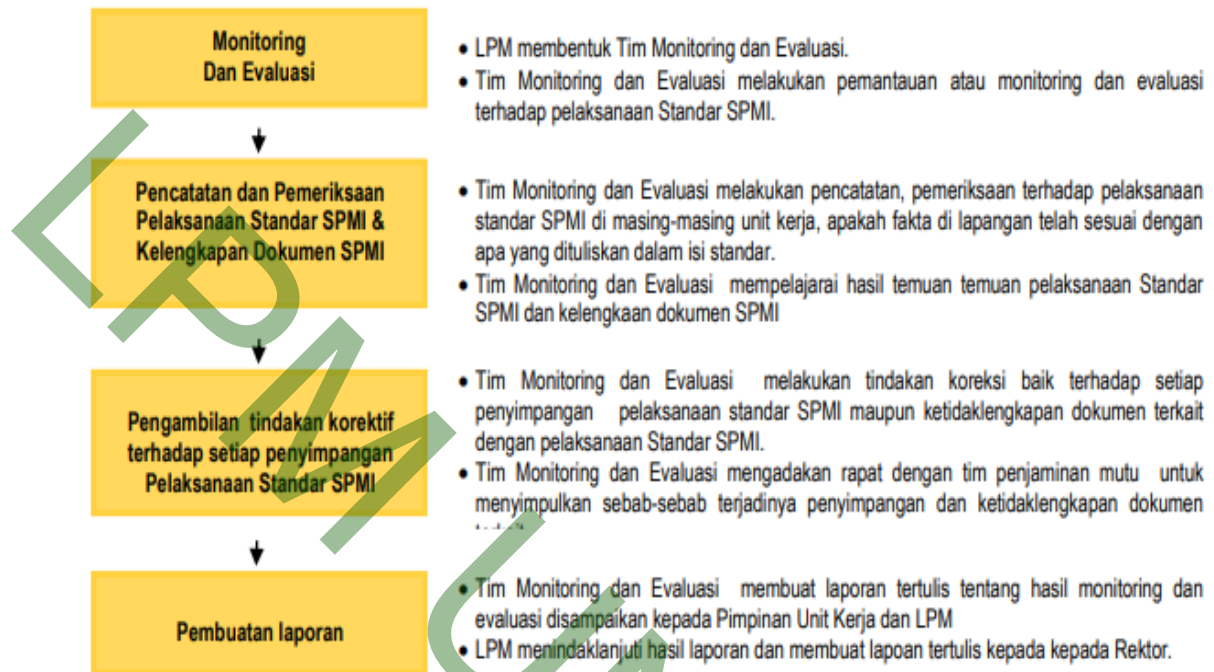 Monitoring
Dan Evaluasi
• LPM membentuk Tim Monitoring dan Evaluasi.
• Tim Monitoring dan Evaluasi melakukan pemantauan atau monitoring dan evaluasi
terhadap pelaksanaan Standar SPMI.
Pencatatan dan Pemeriksaan
Pelaksanaan Standar SPMI &
Kelengkapan Dokumen SPMI
• Tim Monitoring dan Evaluasi melakukan pencatatan, pemeriksaan terhadap pelaksanaan
standar SPMI di masing-masing unit kerja, apakah fakta di lapangan telah sesuai dengan
apa yang dituliskan dalam isi standar.
• Tim Monitoring dan Evaluasi mempelajarai hasil temuan temuan pelaksanaan Standar
SPMI dan kelengkaan dokumen SPMI
Pengambilan tindakan korektif
terhadap setiap penyimpangan
Pelaksanaan Standar SPMI
• Tim Monitoring dan Evaluasi melakukan tindakan koreksi baik terhadap setiap
penyimpangan pelaksanaan standar SPMI maupun ketidaklengkapan dokumen terkait
dengan pelaksanaan Standar SPMI.
• Tim Monitoring dan Evaluasi mengadakan rapat dengan tim penjaminan mutu untuk
menyimpulkan sebab-sebab terjadinya penyimpangan dan ketidaklengkapan dokumen
Pembuatan laporan
• Tim Monitoring dan Evaluasi membuat laporan tertulis tentang hasil monitoring dan
evaluasi disampaikan kepada Pimpinan Unit Kerja dan LPM
• LPM menindaklanjuti hasil laporan dan membuat lapoan tertulis kepada kepada Rektor.
LPM U